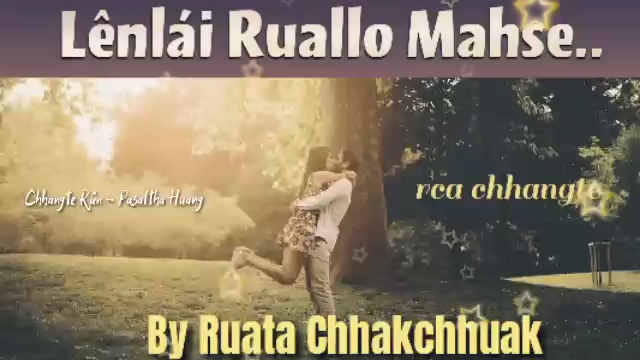 Lênlái Ruallo Mahse..
Chhangte Rûn ~ Pasaltha Huang
rca chhangte
By Ruata Chhakchhuak